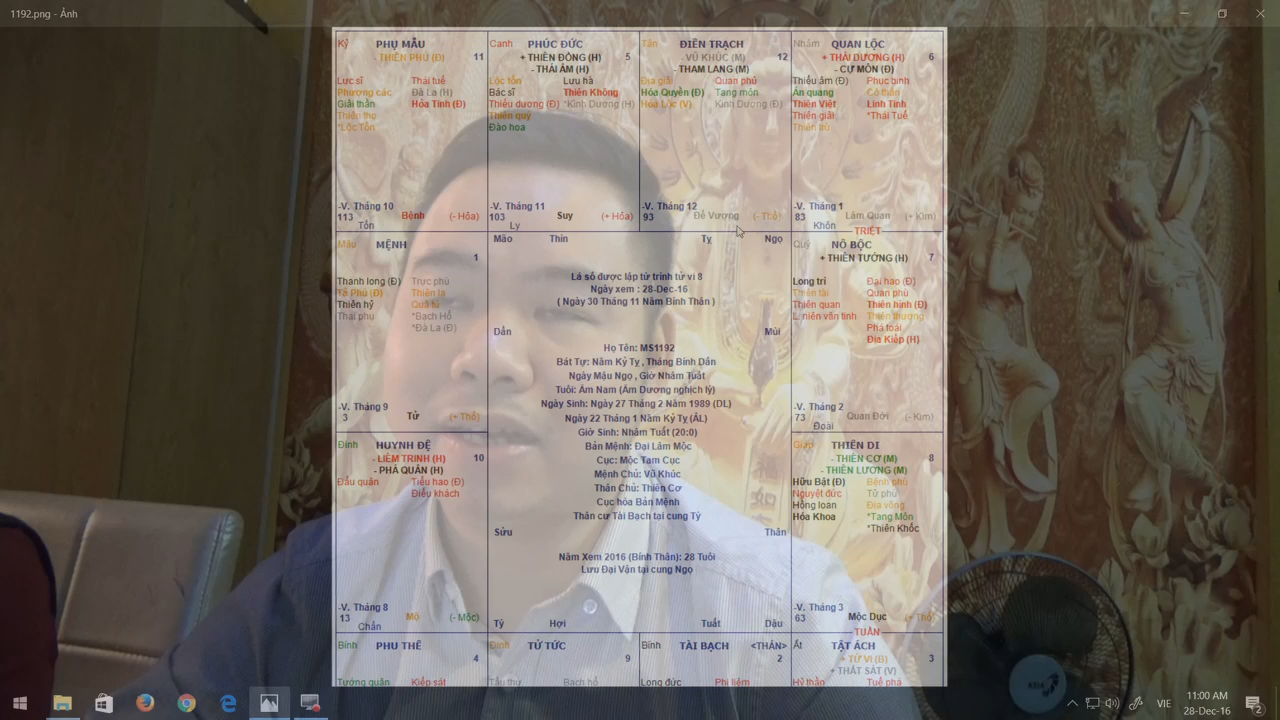 1192.png - Ảnh
Kỷ PHỤ MẪU 11
- THIÊN PHỦ (Đ)
Lực sĩ Thái tuế
Phượng các Đà La (H)
Giải thần Hỏa Tinh (Đ)
Thiên thọ
*Lộc Tồn
-V. Tháng 10
113 Bệnh (- Hỏa)
Tốn
Canh PHÚC ĐỨC 5
+ THIÊN ĐỒNG (H)
- THÁI ÂM (H)
Lộc tồn Lưu hà
Bác sĩ Thiên Không
Thiếu dương (Đ) *Kình Dương (H)
Thiên quý
Đào hoa
-V. Tháng 11
103 Suy (+ Hỏa)
Ly
Tân ĐIỀN TRẠCH 12
- VŨ KHÚC (M)
- THAM LANG (M)
Địa giải Quan phủ
Hóa Quyền (Đ) Tang môn
Hóa Lộc (V) Kình Dương (Đ)
-V. Tháng 12
93 Đế Vượng (- Thổ)
Nhâm QUAN LỘC 6
+ THÁI DƯƠNG (H)
- CỰ MÔN (Đ)
Thiếu âm (Đ) Phục binh
Ân quang Cô thần
Thiên Việt Linh Tinh
Thiên giải *Thái Tuế
Thiên trù
-V. Tháng 1
83 Lâm Quan (+ Kim)
Khôn
TRIỆT
Mậu MỆNH 1
Thanh long (Đ) Trực phù
Tả Phù (Đ) Thiên la
Thiên hỷ Quả tú
Thai phụ *Bạch Hổ
*Đà La (Đ)
-V. Tháng 9
3 Tử (+ Thổ)
Mão Thìn Tỵ Ngọ
Lá số được lập từ trình tử vi 8
Ngày xem : 28-Dec-16
( Ngày 30 Tháng 11 Năm Bính Thân )
Dần Mùi
Họ Tên: MS1192
Bát Tự: Năm Kỷ Tỵ , Tháng Bính Dần
Ngày Mậu Ngọ , Giờ Nhâm Tuất
Tuổi: Âm Nam (Âm Dương nghịch lý)
Ngày Sinh: Ngày 27 Tháng 2 Năm 1989 (DL)
Ngày 22 Tháng 1 Năm Kỷ Tỵ (ÂL)
Giờ Sinh: Nhâm Tuất (20:0)
Bản Mệnh: Đại Lâm Mộc
Cục: Mộc Tam Cục
Mệnh Chủ: Vũ Khúc
Thân Chủ: Thiên Cơ
Cục hòa Bản Mệnh
Thân cư Tài Bạch tại cung Tý
Sửu Thân
Năm Xem 2016 (Bính Thân): 28 Tuổi
Lưu Đại Vận tại cung Ngọ
Tý Hợi Tuất Dậu
Quý NÔ BỘC 7
+ THIÊN TƯỚNG (H)
Long trì Đại hao (Đ)
Thiên tài Quan phù
Thiên quan Thiên hình (Đ)
L. niên văn tinh Thiên thương
Phá toái
Địa Kiếp (H)
-V. Tháng 2
73 Quan Đới (- Kim)
Đoài
Đinh HUYNH ĐỆ 10
- LIÊM TRINH (H)
- PHÁ QUÂN (H)
Đẩu quân Tiểu hao (Đ)
Điếu khách
-V. Tháng 8
13 Mộ (- Mộc)
Chấn
Giáp THIÊN DI 8
- THIÊN CƠ (M)
- THIÊN LƯƠNG (M)
Hữu Bật (Đ) Bệnh phù
Nguyệt đức Tử phù
Hồng loan Địa võng
Hóa Khoa *Tang Môn
*Thiên Khốc
-V. Tháng 3
63 Mộc Dục (+ Thổ)
TUẦN
Bính PHU THÊ 4
Tướng quân Kiếp sát
Đinh TỬ TỨC 9
Tấu thư Bạch hổ
Bính TÀI BẠCH <THÂN> 2
Long đức Phi liêm
Ất TẬT ÁCH 3
+ TỬ VI (B)
+ THẤT SÁT (V)
Hỷ thần Tuế phá
ASIA
VIE
11:00 AM
28-Dec-16
2